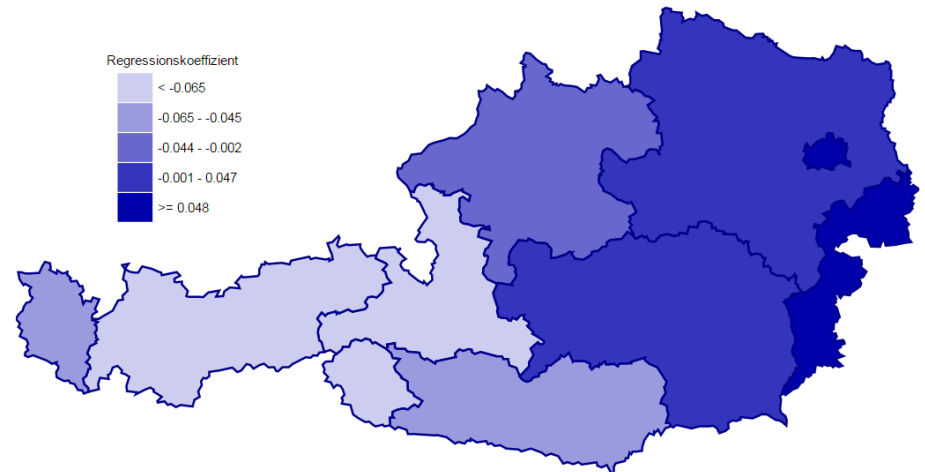 Regressionskoeffizient
< -0.065
-0.065 - -0.045
-0.044 - -0.002
-0.001 - 0.047
>= 0.048